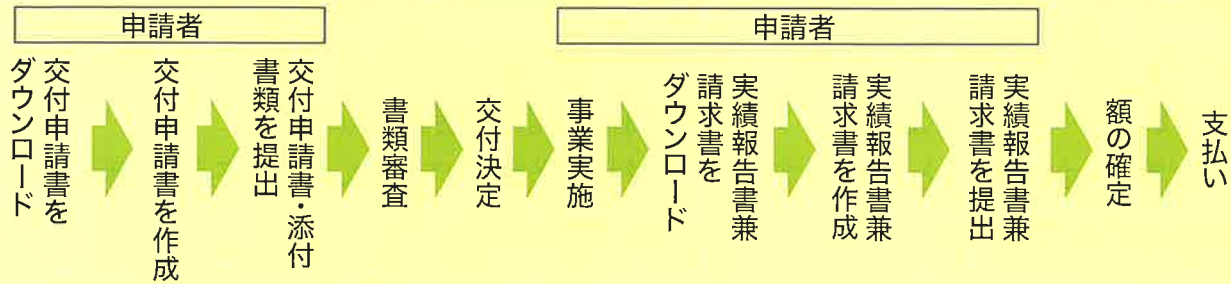 申請者
交付申請書を
ダウンロード
交付申請書を作成
交付申請書・添付
書類を提出
書類審査
交付決定
申請者
事業実施
実績報告書兼
請求書を
ダウンロード
実績報告書兼
請求書を作成
実績報告書兼
請求書を提出
額の確定
支払い